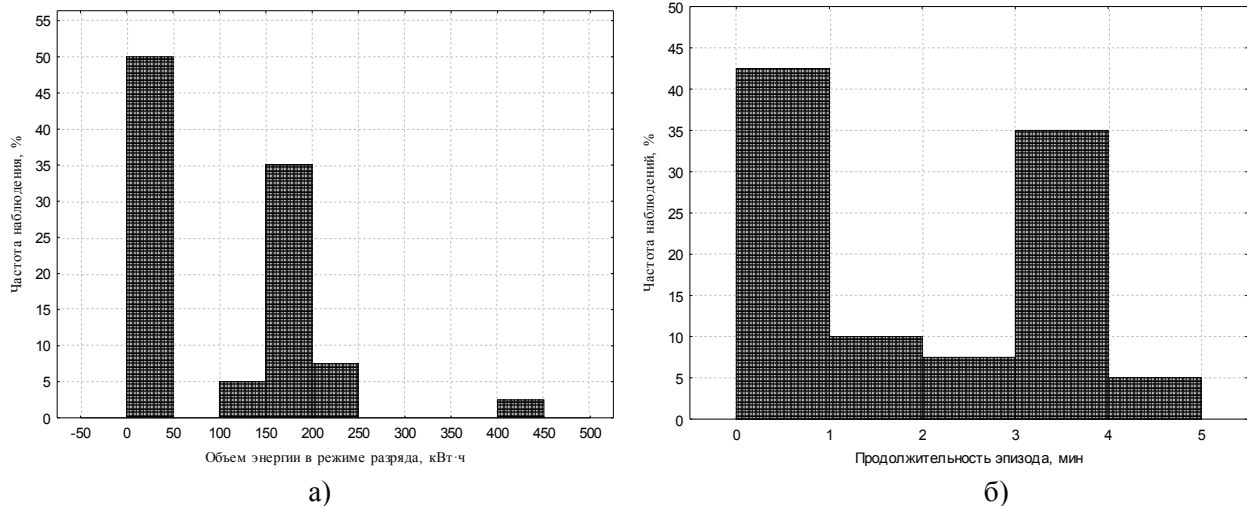 55
50
45
40
35
30
25
20
15
10
5
0
Частота наблюдения, %
-50 0 50 100 150 200 250 300 350 400 450 500
Объем энергии в режиме разряда, кВт·ч
а)
50
45
40
35
30
25
20
15
10
5
0
Частота наблюдений, %
0 1 2 3 4 5
Продолжительность эпизода, мин
б)